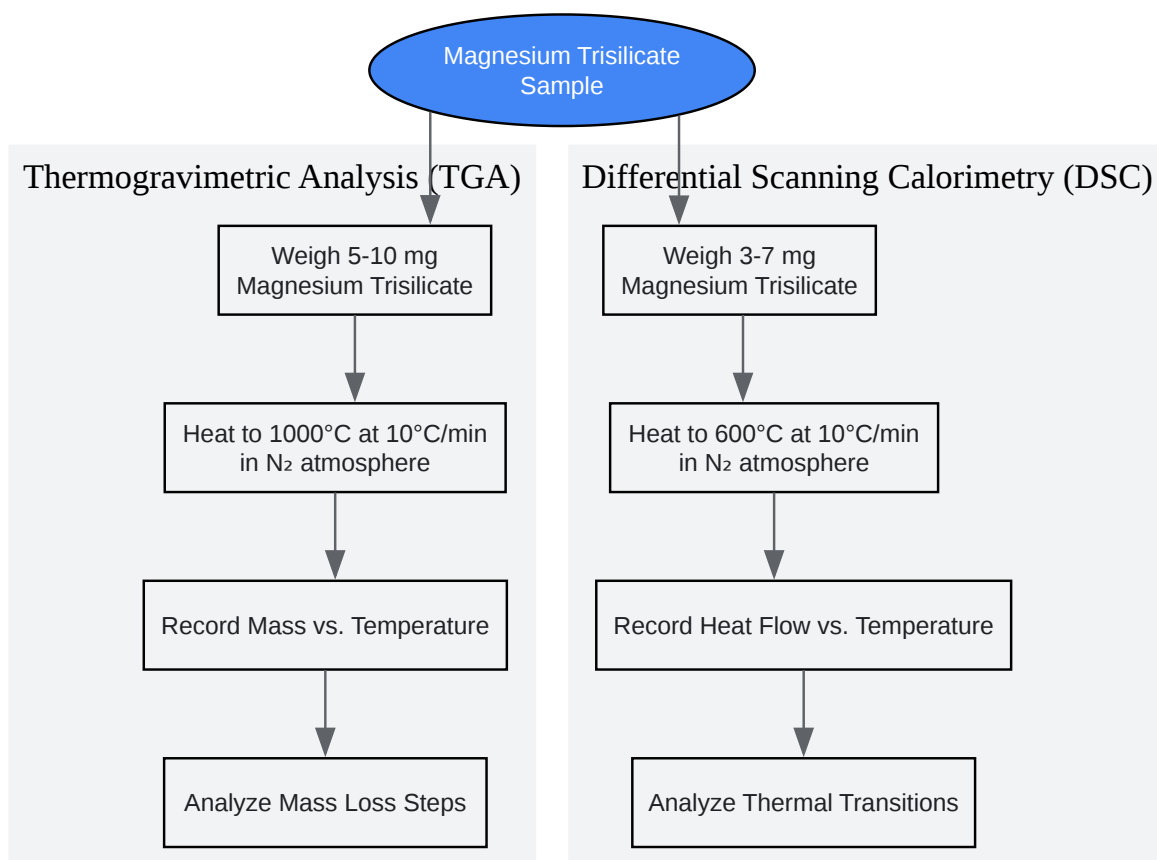 Magnesium Trisilicate
Sample
Thermogravimetric Analysis (TGA)
Weigh 5-10 mg
Magnesium Trisilicate
Heat to 1000°C at 10°C/min
in N₂ atmosphere
Record Mass vs. Temperature
Analyze Mass Loss Steps
Differential Scanning Calorimetry (DSC)
Weigh 3-7 mg
Magnesium Trisilicate
Heat to 600°C at 10°C/min
in N₂ atmosphere
Record Heat Flow vs. Temperature
Analyze Thermal Transitions